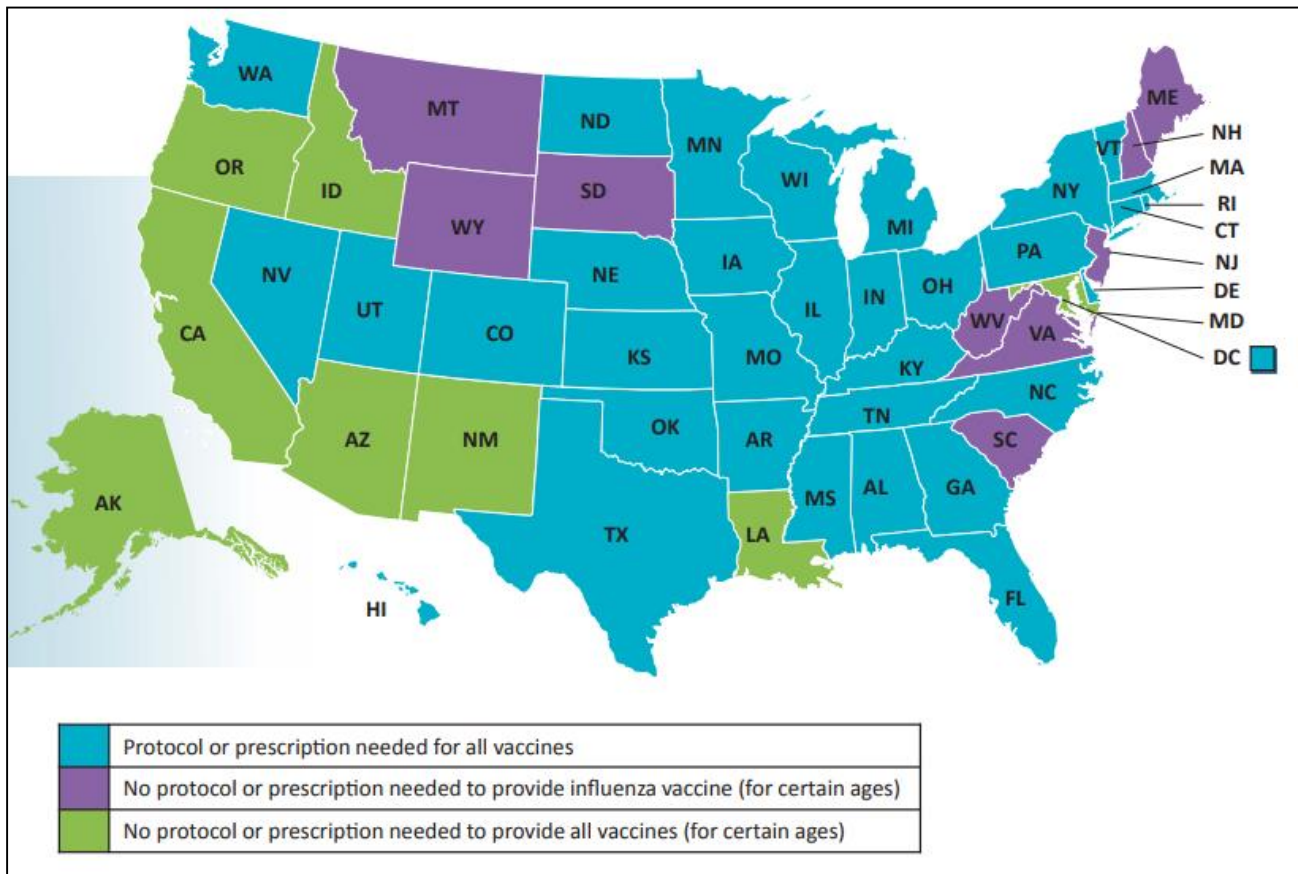 WA
MT
ND
MN
ME
NH
VT
MA
OR
ID
SD
WI
NY
RI
WY
MI
CT
PA
NJ
NV
NE
IA
OH
DE
UT
IL
IN
MD
CA
CO
WV
VA
DC
KS
MO
KY
NC
TN
AZ
NM
OK
AR
SC
AK
MS
AL
GA
TX
LA
HI
FL
Protocol or prescription needed for all vaccines
No protocol or prescription needed to provide influenza vaccine (for certain ages)
No protocol or prescription needed to provide all vaccines (for certain ages)